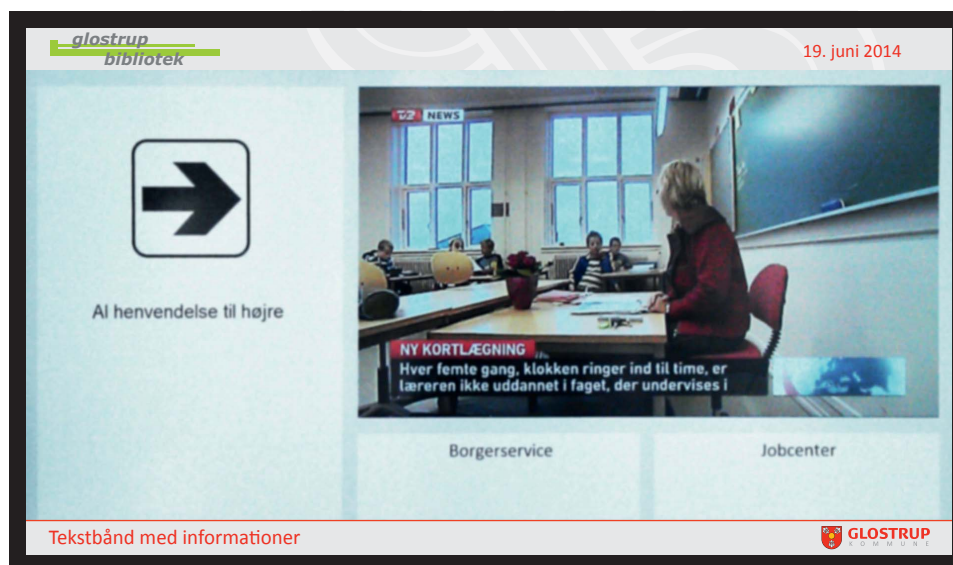 glostrup
bibliotek
19. juni 2014
Al henvendelse til højre
TV2 NEWS
NY KORTLÆGNING
Hver femte gang, klokken ringer ind til time, er
læreren ikke uddannet i faget, der undervises i
Borgerservice
Jobcenter
Tekstbånd med informationer
GLOSTRUP
KOMMUNE